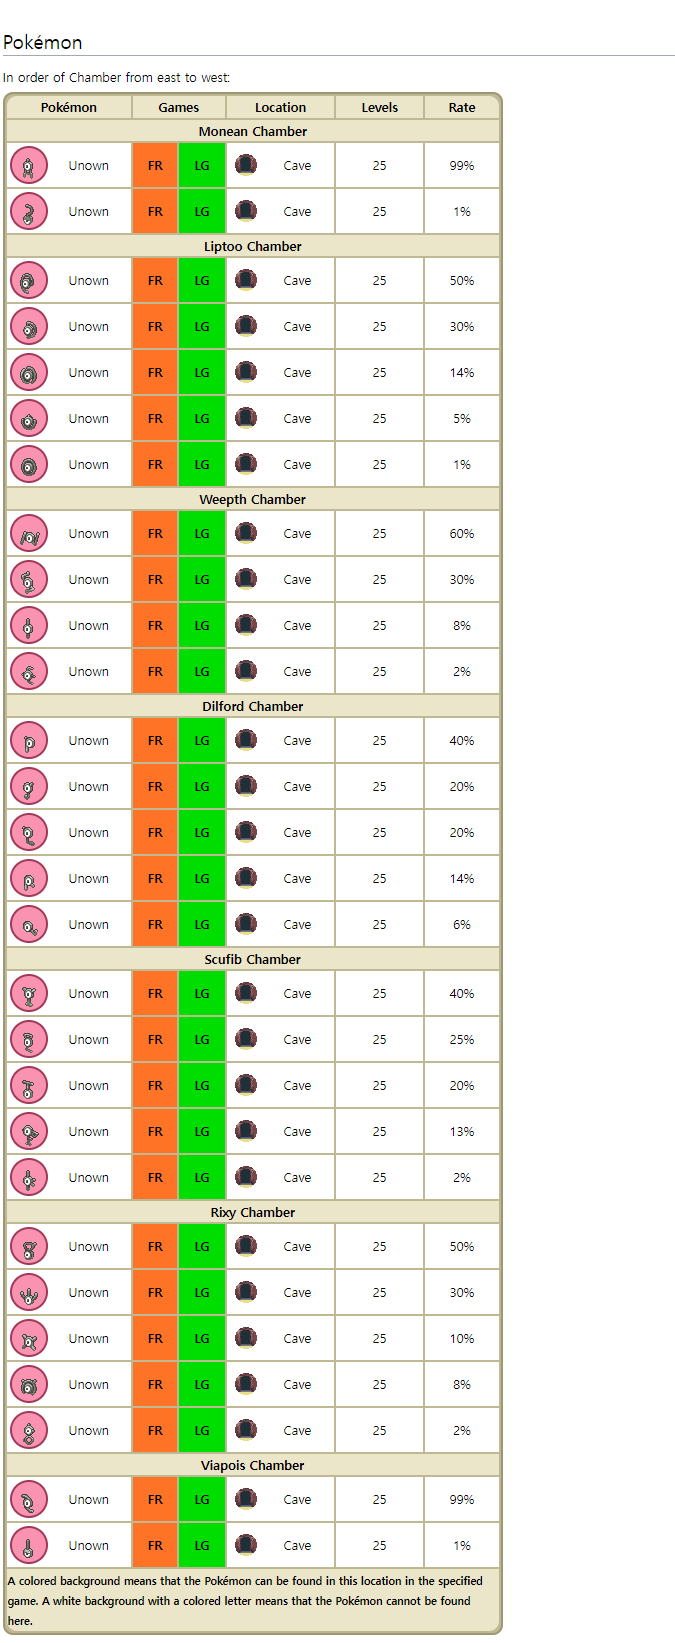 Pokémon
In order of Chamber from east to west:
Pokémon Games Location Levels Rate
Monean Chamber
Unown FR LG Cave 25 99%
Unown FR LG Cave 25 1%
Liptoo Chamber
Unown FR LG Cave 25 50%
Unown FR LG Cave 25 30%
Unown FR LG Cave 25 14%
Unown FR LG Cave 25 5%
Unown FR LG Cave 25 1%
Weepth Chamber
Unown FR LG Cave 25 60%
Unown FR LG Cave 25 30%
Unown FR LG Cave 25 8%
Unown FR LG Cave 25 2%
Dilford Chamber
Unown FR LG Cave 25 40%
Unown FR LG Cave 25 20%
Unown FR LG Cave 25 20%
Unown FR LG Cave 25 14%
Unown FR LG Cave 25 6%
Scufib Chamber
Unown FR LG Cave 25 40%
Unown FR LG Cave 25 25%
Unown FR LG Cave 25 20%
Unown FR LG Cave 25 13%
Unown FR LG Cave 25 2%
Rixy Chamber
Unown FR LG Cave 25 50%
Unown FR LG Cave 25 30%
Unown FR LG Cave 25 10%
Unown FR LG Cave 25 8%
Unown FR LG Cave 25 2%
Viapois Chamber
Unown FR LG Cave 25 99%
Unown FR LG Cave 25 1%
A colored background means that the Pokémon can be found in this location in the specified
game. A white background with a colored letter means that the Pokémon cannot be found
here.